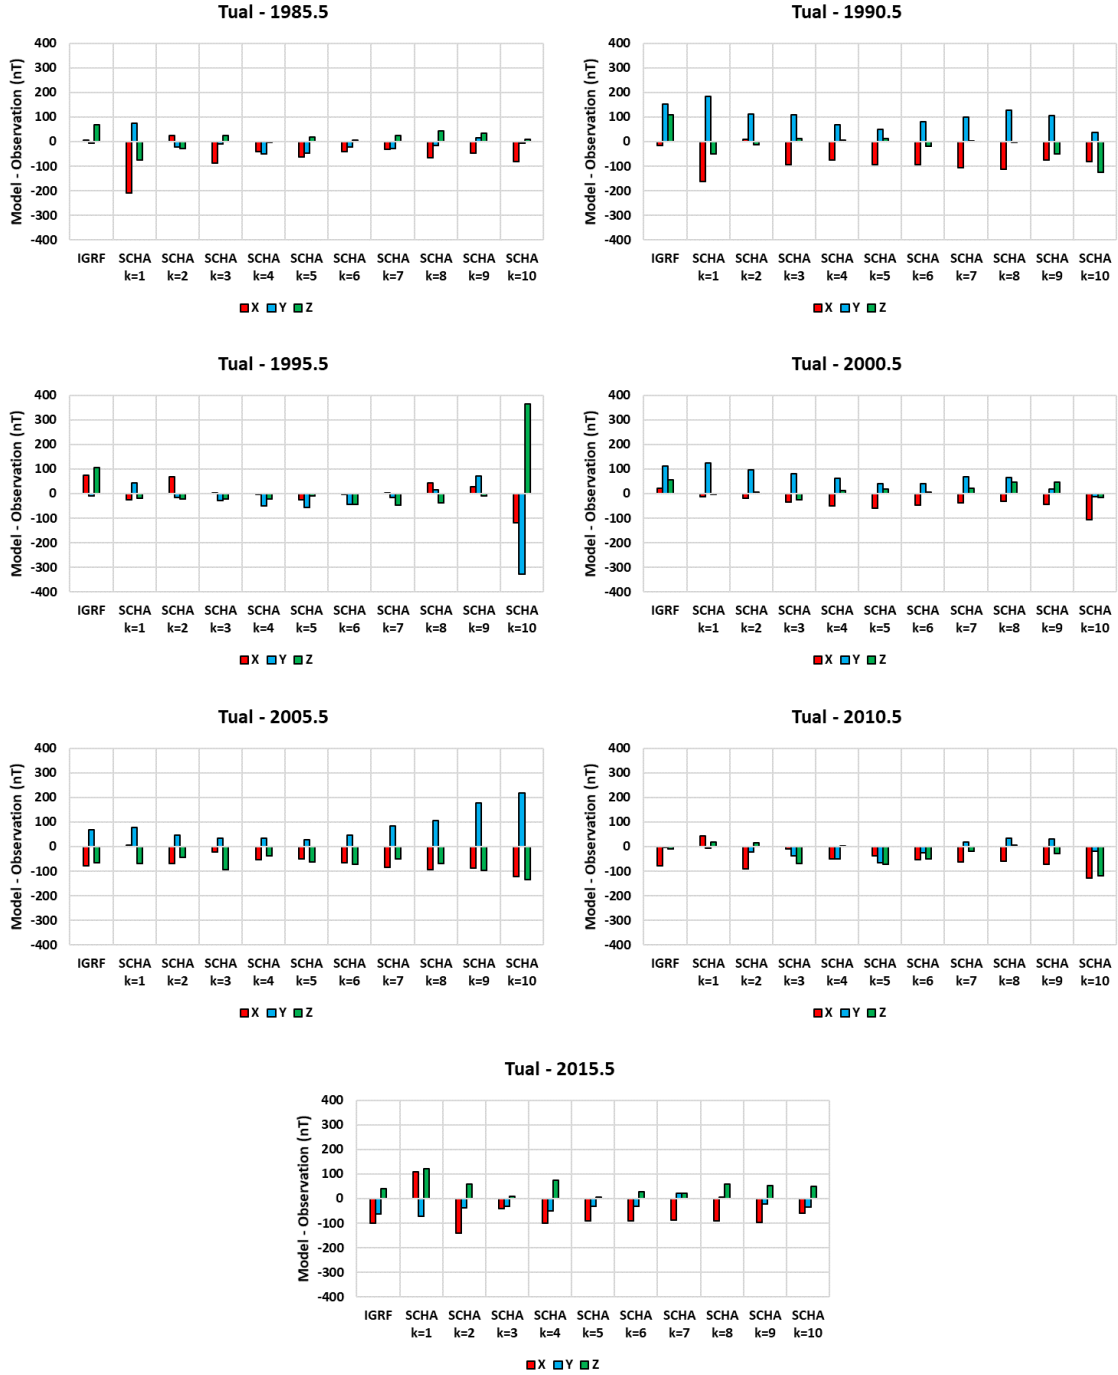 Tual - 1985.5
Model - Observation (nT)
400
300
200
100
0
-100
-200
-300
-400
IGRF SCHA SCHA SCHA SCHA SCHA SCHA SCHA SCHA SCHA SCHA
k=1 k=2 k=3 k=4 k=5 k=6 k=7 k=8 k=9 k=10
X Y Z
Tual - 1990.5
Model - Observation (nT)
400
300
200
100
0
-100
-200
-300
-400
IGRF SCHA SCHA SCHA SCHA SCHA SCHA SCHA SCHA SCHA SCHA
k=1 k=2 k=3 k=4 k=5 k=6 k=7 k=8 k=9 k=10
X Y Z
Tual - 1995.5
Model - Observation (nT)
400
300
200
100
0
-100
-200
-300
-400
IGRF SCHA SCHA SCHA SCHA SCHA SCHA SCHA SCHA SCHA SCHA
k=1 k=2 k=3 k=4 k=5 k=6 k=7 k=8 k=9 k=10
X Y Z
Tual - 2000.5
Model - Observation (nT)
400
300
200
100
0
-100
-200
-300
-400
IGRF SCHA SCHA SCHA SCHA SCHA SCHA SCHA SCHA SCHA SCHA
k=1 k=2 k=3 k=4 k=5 k=6 k=7 k=8 k=9 k=10
X Y Z
Tual - 2005.5
Model - Observation (nT)
400
300
200
100
0
-100
-200
-300
-400
IGRF SCHA SCHA SCHA SCHA SCHA SCHA SCHA SCHA SCHA SCHA
k=1 k=2 k=3 k=4 k=5 k=6 k=7 k=8 k=9 k=10
X Y Z
Tual - 2010.5
Model - Observation (nT)
400
300
200
100
0
-100
-200
-300
-400
IGRF SCHA SCHA SCHA SCHA SCHA SCHA SCHA SCHA SCHA SCHA
k=1 k=2 k=3 k=4 k=5 k=6 k=7 k=8 k=9 k=10
X Y Z
Tual - 2015.5
Model - Observation (nT)
400
300
200
100
0
-100
-200
-300
-400
IGRF SCHA SCHA SCHA SCHA SCHA SCHA SCHA SCHA SCHA SCHA
k=1 k=2 k=3 k=4 k=5 k=6 k=7 k=8 k=9 k=10
X Y Z